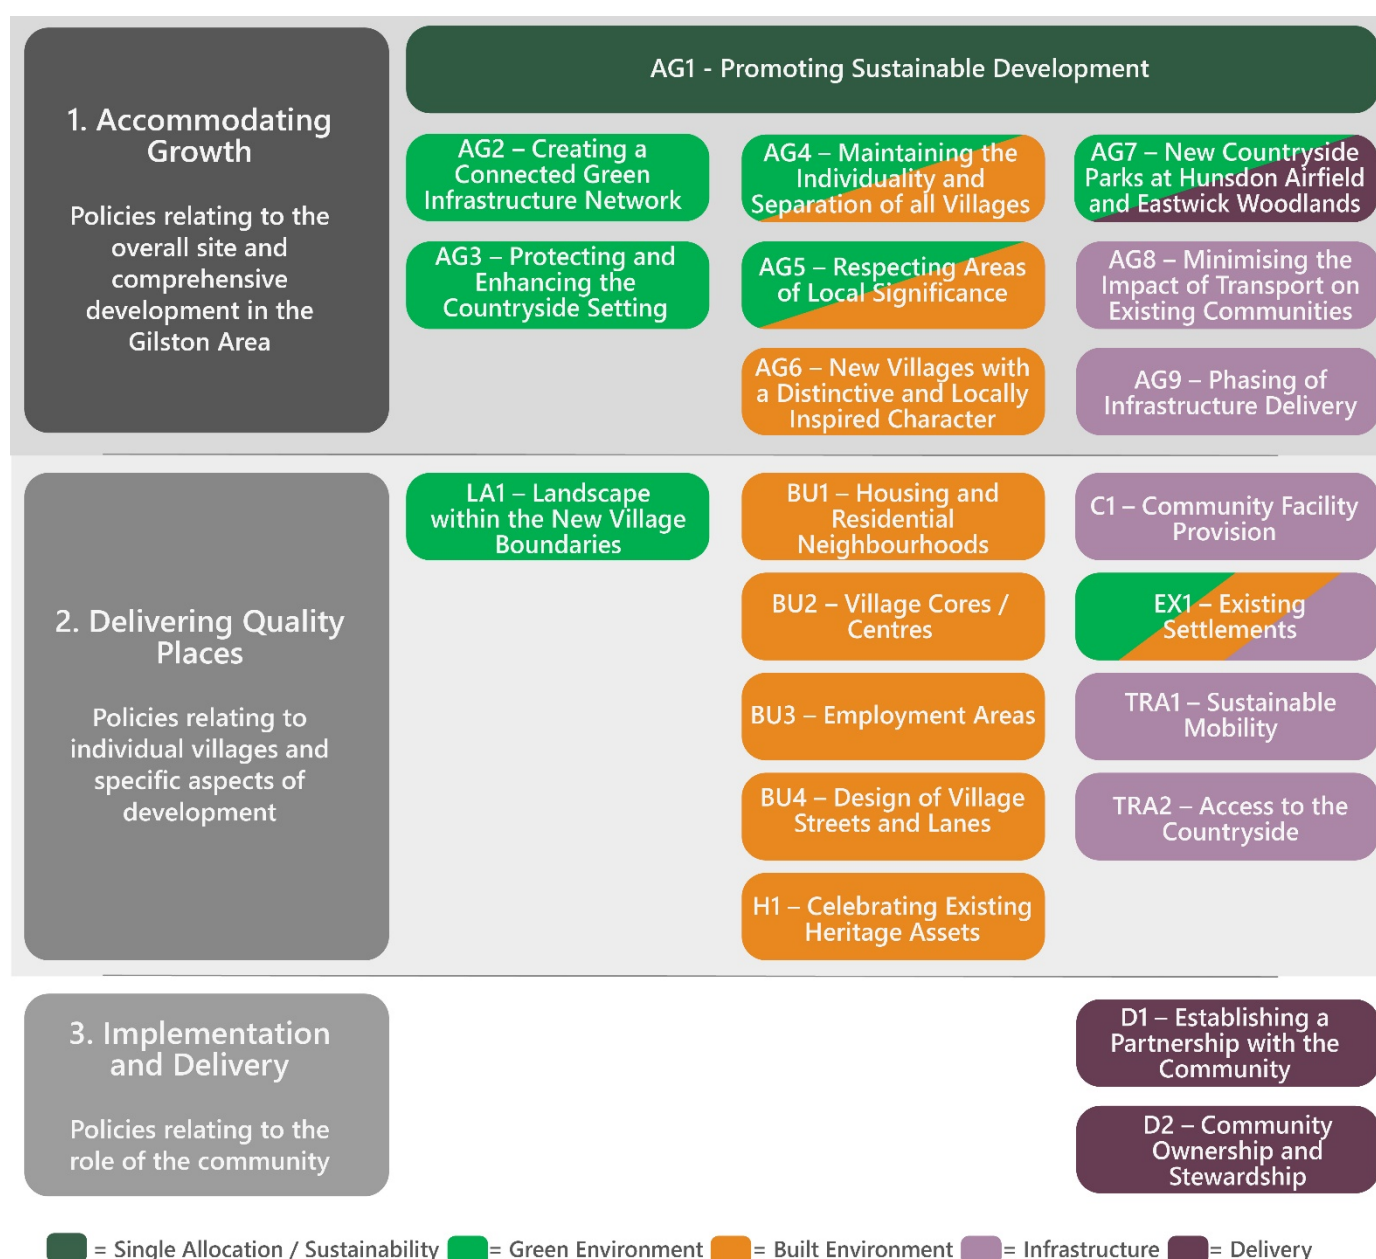 1. Accommodating
Growth
Policies relating to the
overall site and
comprehensive
development in the
Gilston Area
AG1 - Promoting Sustainable Development
AG2 – Creating a
Connected Green
Infrastructure Network
AG4 – Maintaining the
Individuality and
Separation of all Villages
AG7 – New Countryside
Parks at Hunsdon Airfield
and Eastwick Woodlands
AG3 – Protecting and
Enhancing the
Countryside Setting
AG5 – Respecting Areas
of Local Significance
AG8 – Minimising the
Impact of Transport on
Existing Communities
AG6 – New Villages with
a Distinctive and Locally
Inspired Character
AG9 – Phasing of
Infrastructure Delivery
2. Delivering Quality
Places
Policies relating to
individual villages and
specific aspects of
development
LA1 – Landscape
within the New Village
Boundaries
BU1 – Housing and
Residential
Neighbourhoods
C1 – Community Facility
Provision
BU2 – Village Cores /
Centres
EX1 – Existing
Settlements
BU3 – Employment Areas
TRA1 – Sustainable
Mobility
BU4 – Design of Village
Streets and Lanes
TRA2 – Access to the
Countryside
H1 – Celebrating Existing
Heritage Assets
3. Implementation
and Delivery
Policies relating to the
role of the community
D1 – Establishing a
Partnership with the
Community
D2 – Community
Ownership and
Stewardship
= Single Allocation / Sustainability = Green Environment = Built Environment = Infrastructure = Delivery